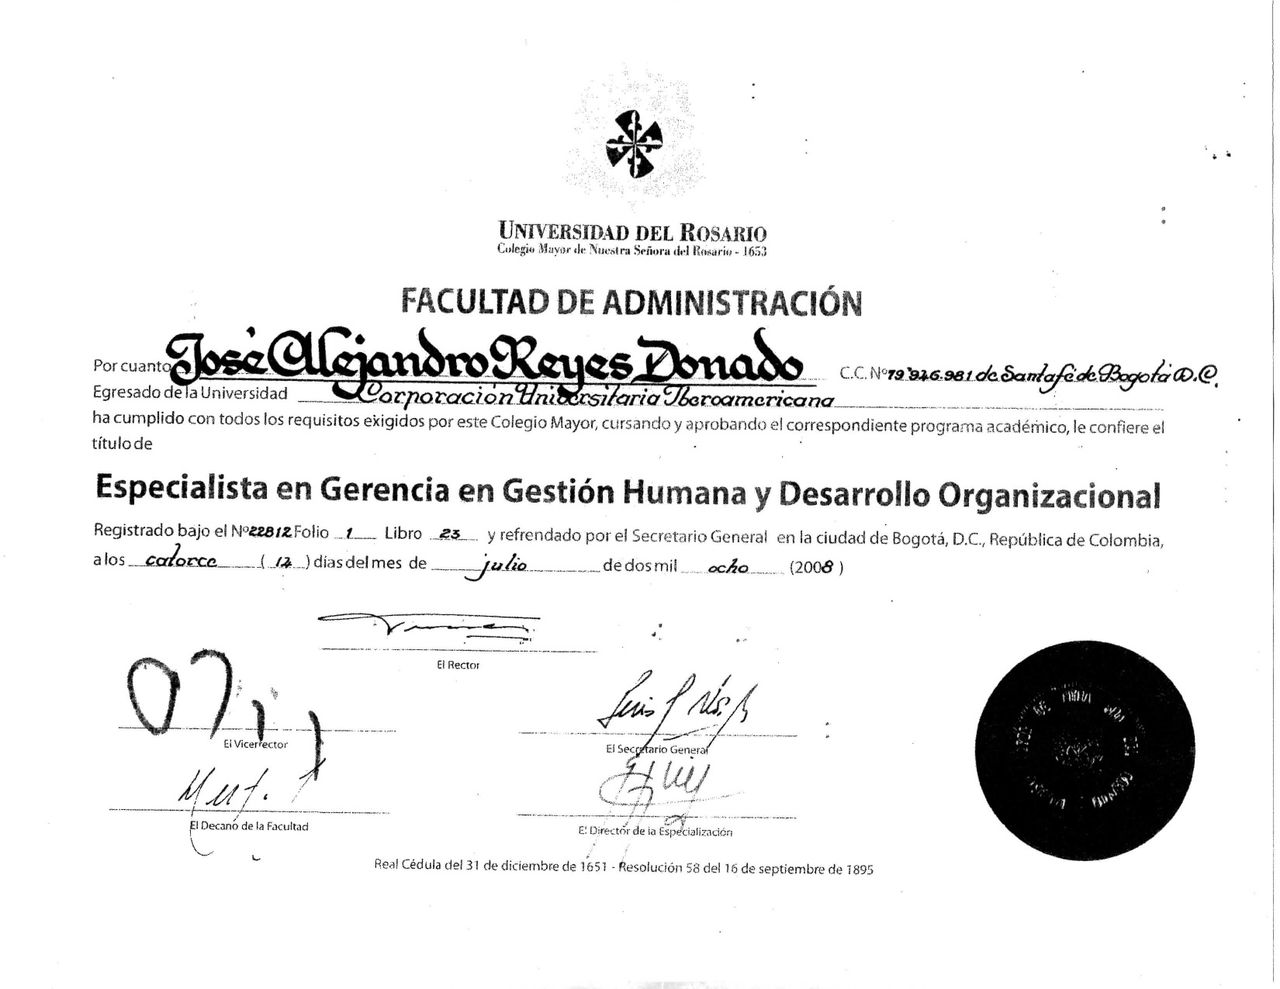 UNIVERSIDAD DEL ROSARIO
Colegio Mayor de Nuestra Señora del Rosario - 1653
FACULTAD DE ADMINISTRACIÓN
Por cuanto José Alejandro Reyes Donado C.C. Nº 79'946.981 de Santafé de Bogotá D.C.
Egresado de la Universidad Corporación Universitaria Iberoamericana
ha cumplido con todos los requisitos exigidos por este Colegio Mayor, cursando y aprobando el correspondiente programa académico, le confiere el
título de
Especialista en Gerencia en Gestión Humana y Desarrollo Organizacional
Registrado bajo el Nº 22812 Folio 1 Libro 23 y refrendado por el Secretario General en la ciudad de Bogotá, D.C., República de Colombia,
a los catorce ( 14 ) días del mes de julio de dos mil ocho (2008)
El Rector
El Vicerrector
El Secretario General
El Decano de la Facultad
El Director de la Especialización
Real Cédula del 31 de diciembre de 1651 - Resolución 58 del 16 de septiembre de 1895